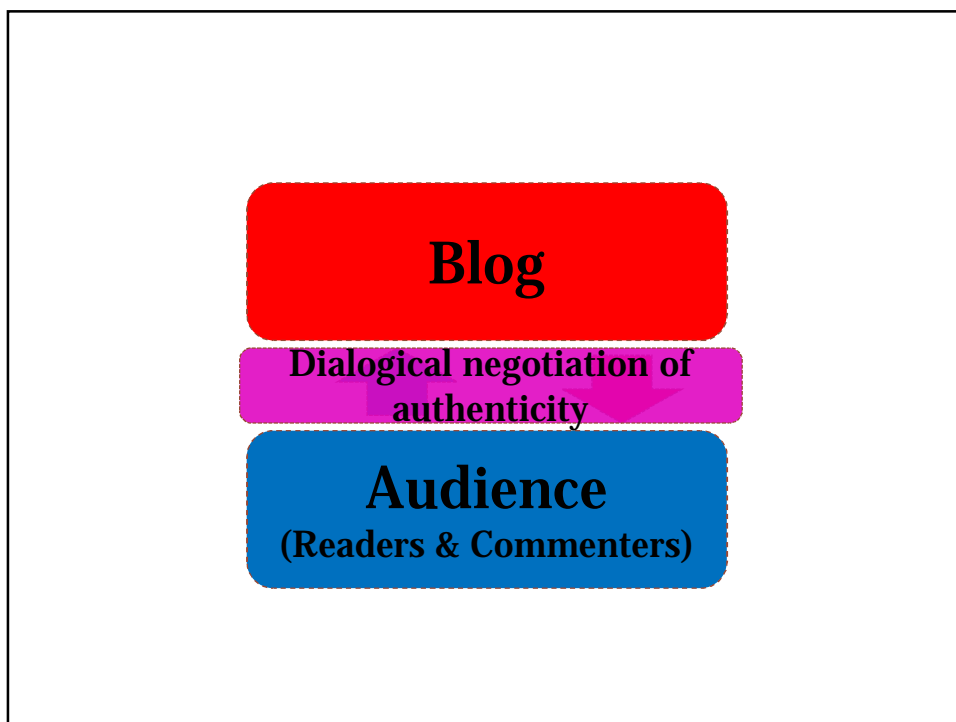 Blog
Dialogical negotiation of
authenticity
Audience
(Readers & Commenters)